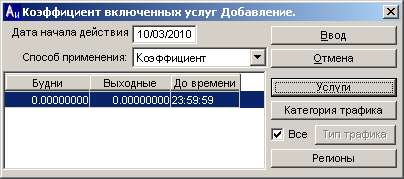 Au Коэффициент включенных услуг Добавление.
Дата начала действия 10/03/2010 Ввод
Способ применения: Коэффициент Отмена
Будни Выходные До времени Услуги
0.00000000 0.00000000 23:59:59 Категория трафика
Все Тип трафика
Регионы